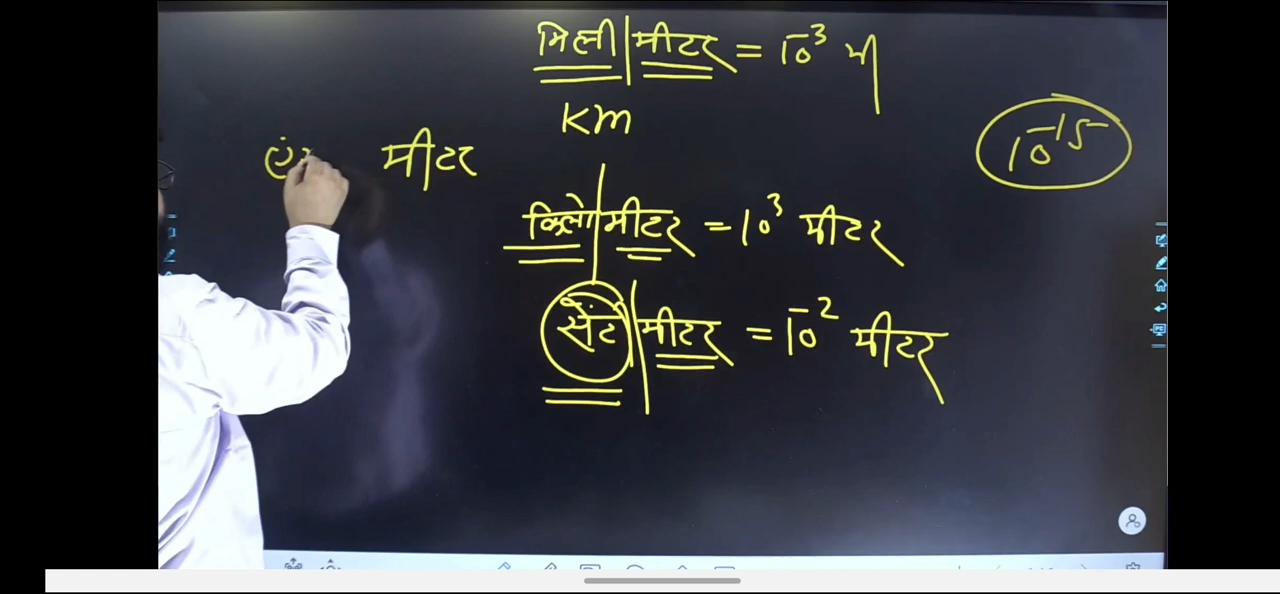 मिली|मीटर = 10⁻³ मी
KM
10⁻¹⁵
मीटर
किलो|मीटर = 10³ मीटर
सेंट|मीटर = 10⁻² मीटर